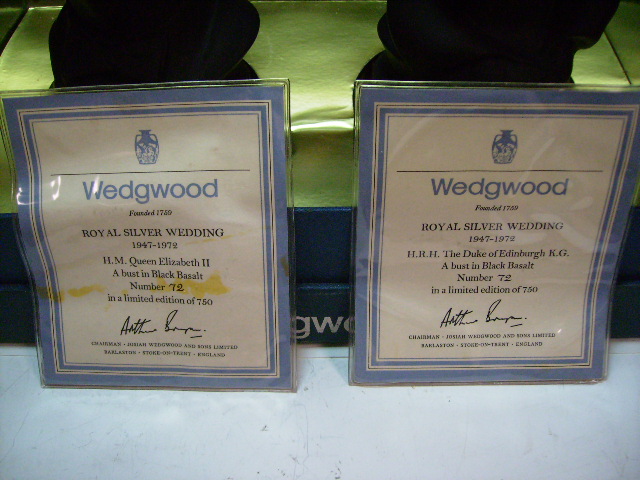 Wedgwood
Founded 1759
ROYAL SILVER WEDDING
1947-1972
H.M. Queen Elizabeth II
A bust in Black Basalt
Number 72
in a limited edition of 750
CHAIRMAN · JOSIAH WEDGWOOD AND SONS LIMITED
BARLASTON · STOKE-ON-TRENT · ENGLAND
Wedgwood
Founded 1759
ROYAL SILVER WEDDING
1947-1972
H.R.H. The Duke of Edinburgh K.G.
A bust in Black Basalt
Number 72
in a limited edition of 750
CHAIRMAN · JOSIAH WEDGWOOD AND SONS LIMITED
BARLASTON · STOKE-ON-TRENT · ENGLAND
gwo